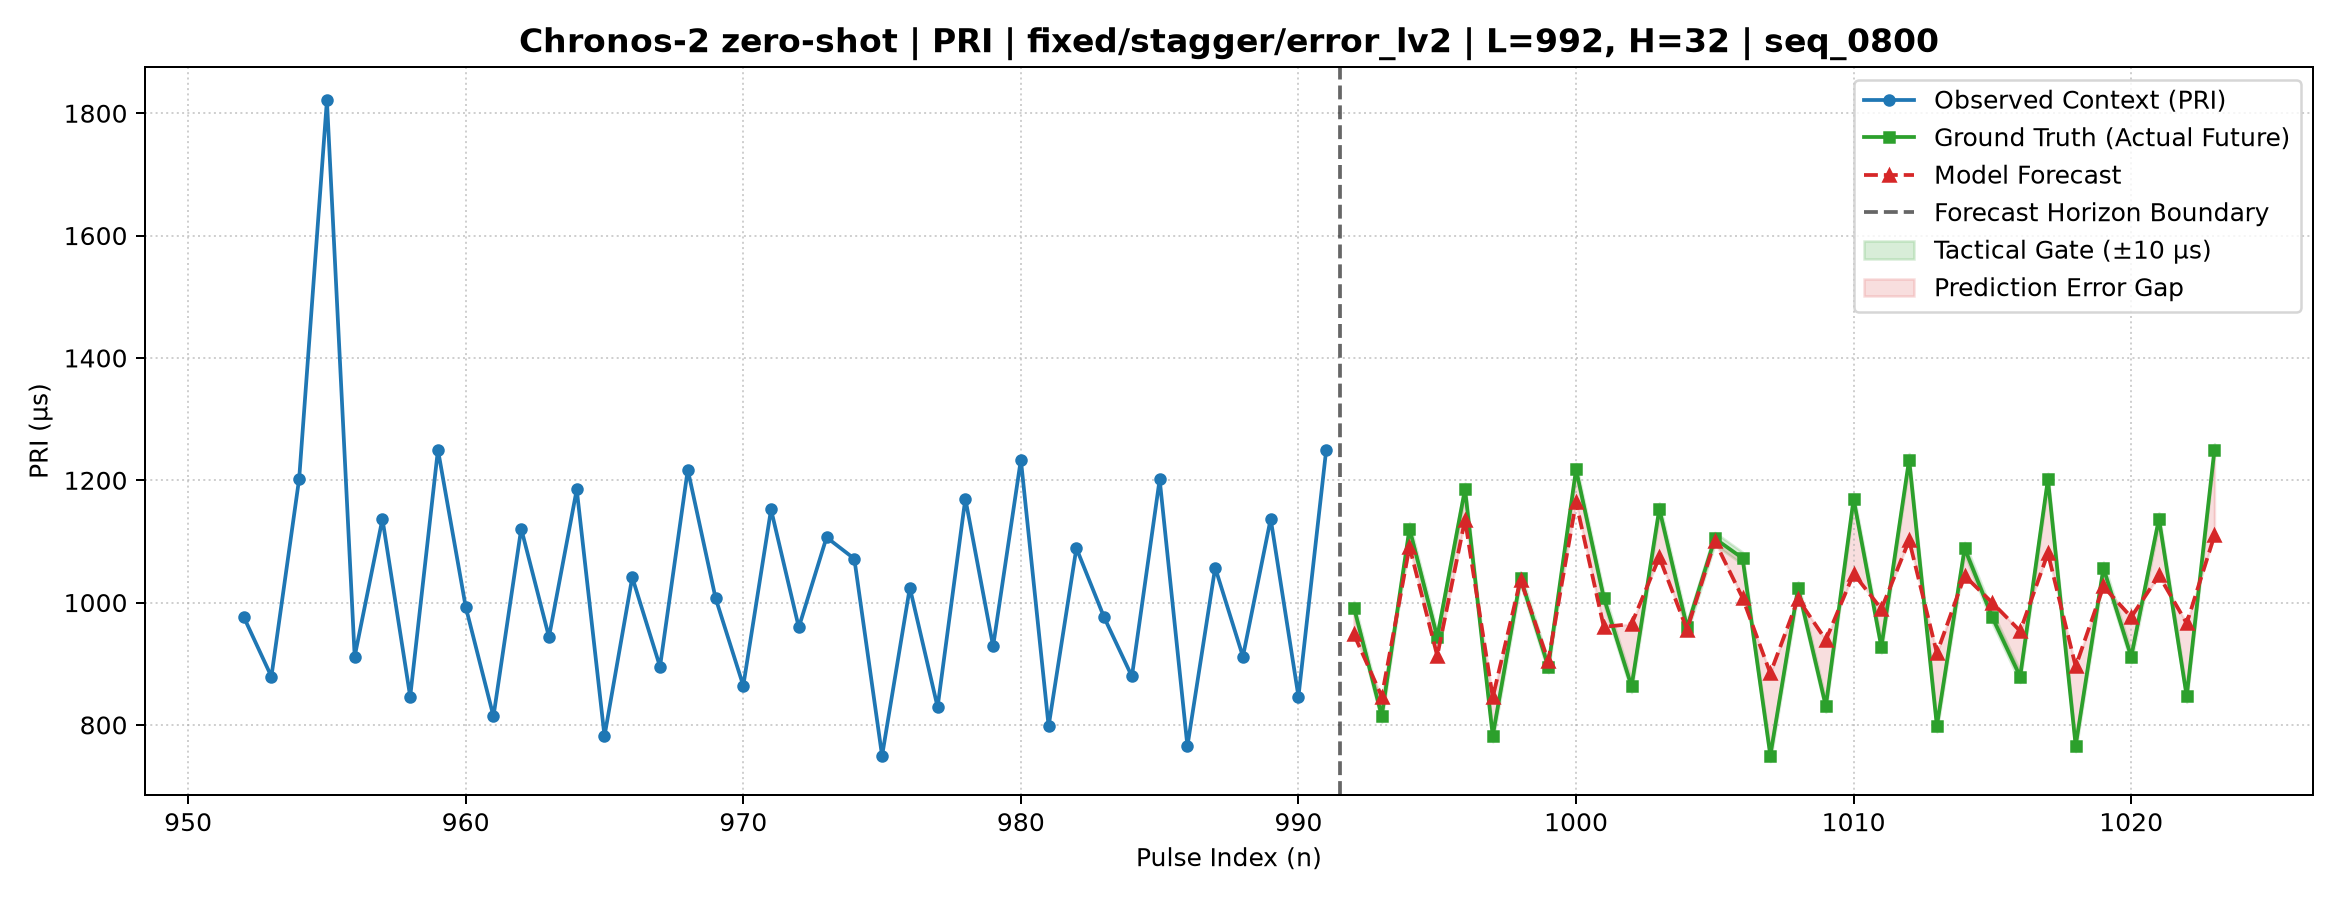 Chronos-2 zero-shot | PRI | fixed/stagger/error_lv2 | L=992, H=32 | seq_0800
Observed Context (PRI)
Ground Truth (Actual Future)
Model Forecast
Forecast Horizon Boundary
Tactical Gate (±10 µs)
Prediction Error Gap
PRI (µs)
1800
1600
1400
1200
1000
800
950 960 970 980 990 1000 1010 1020
Pulse Index (n)